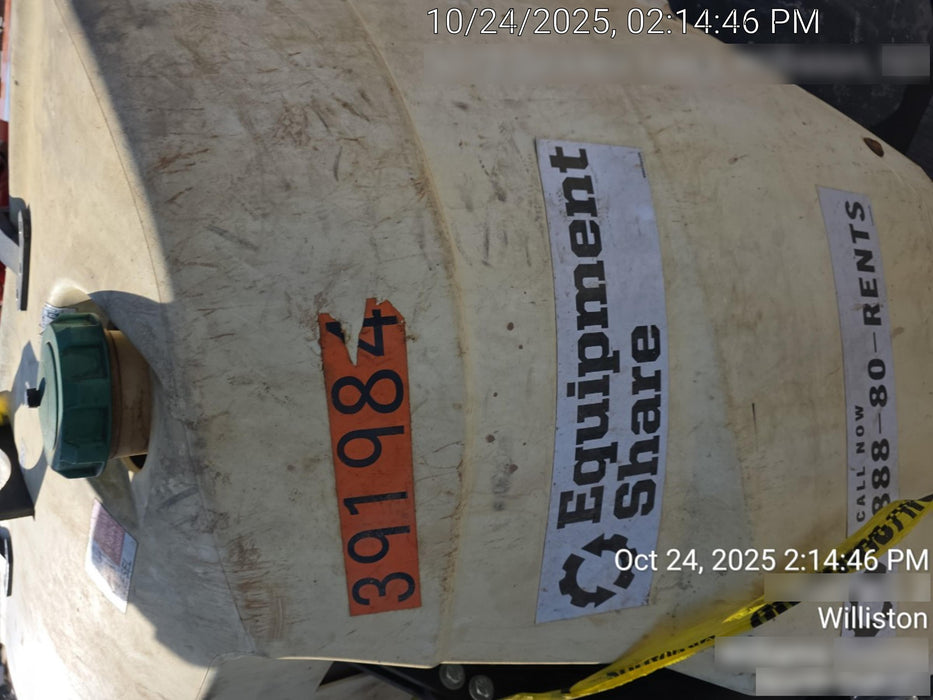 10/24/2025, 02:14:46 PM
391984
Equipment
Share
CALL NOW
888-80-RENTS
Oct 24, 2025 2:14:46 PM
Williston